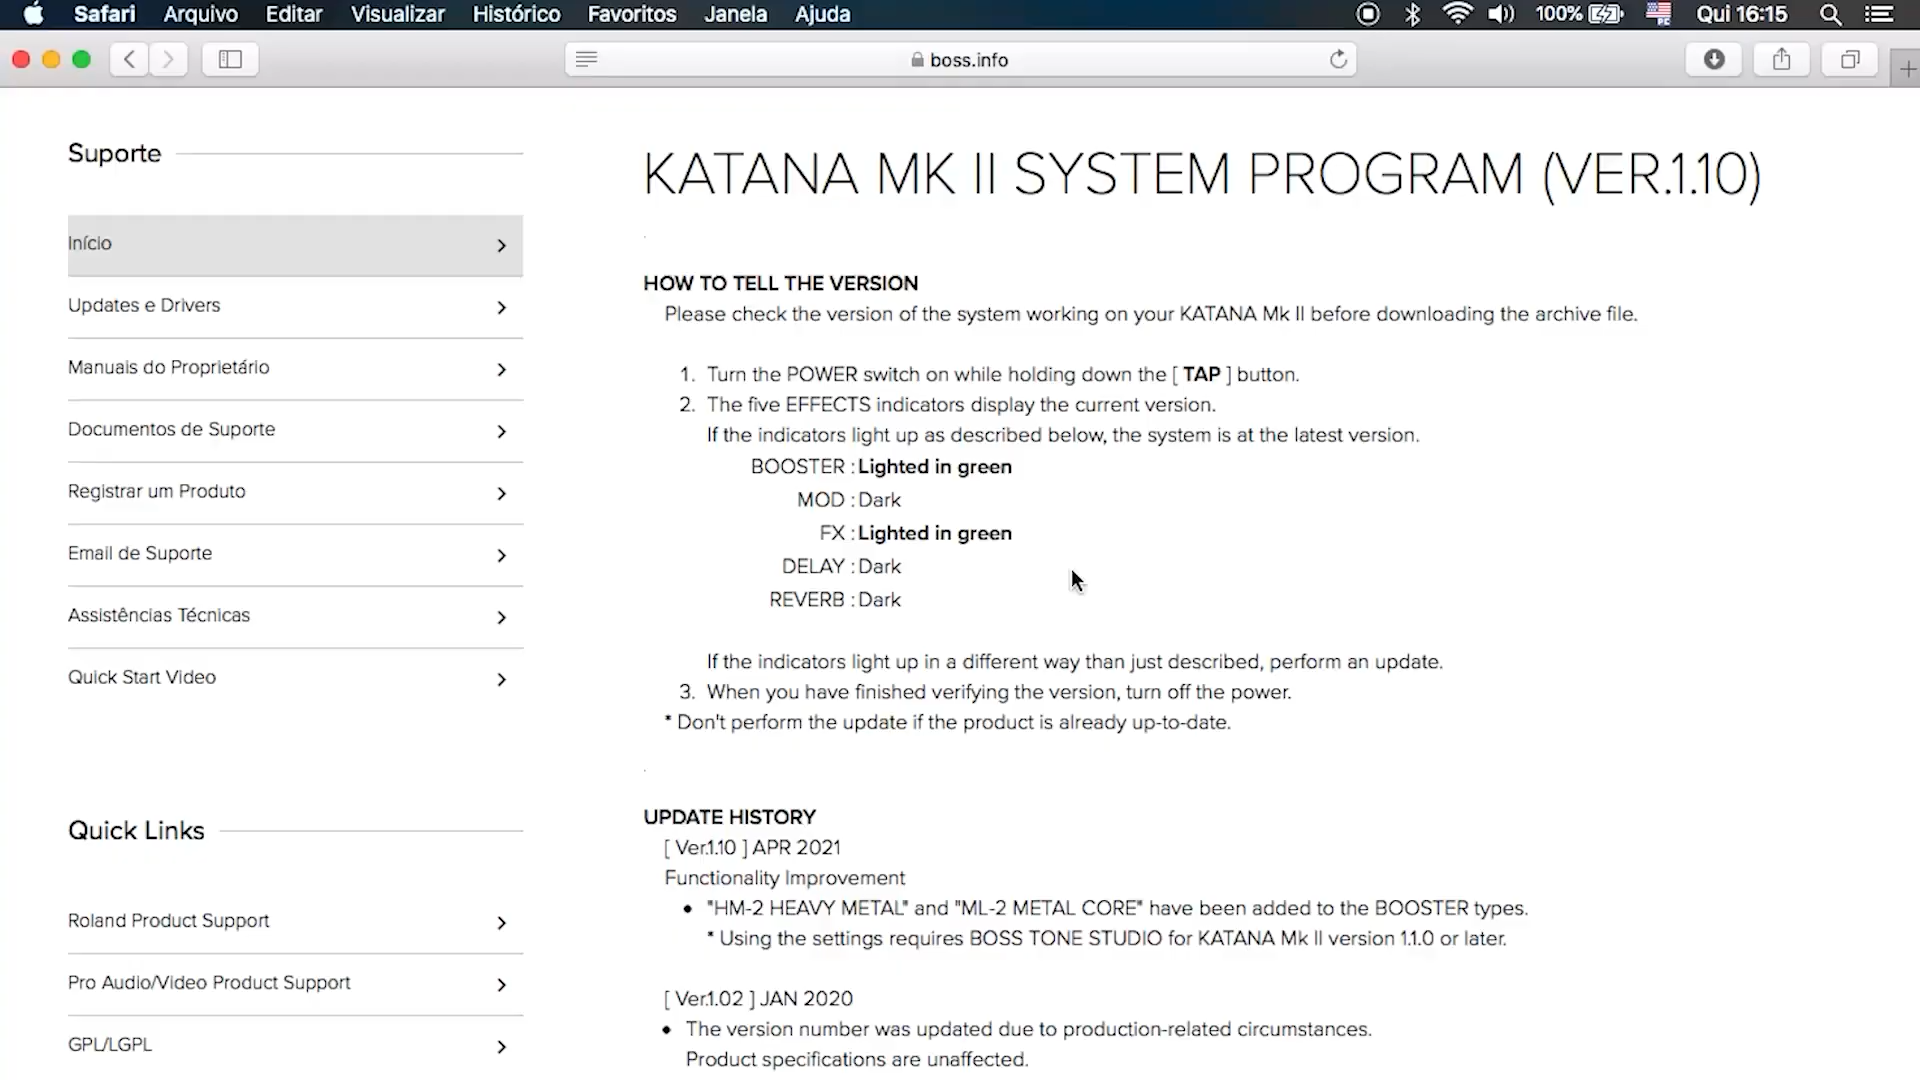 Safari Arquivo Editar Visualizar Histórico Favoritos Janela Ajuda 100% Qui 16:15
boss.info
Suporte
Início
Updates e Drivers
Manuais do Proprietário
Documentos de Suporte
Registrar um Produto
Email de Suporte
Assistências Técnicas
Quick Start Video
Quick Links
Roland Product Support
Pro Audio/Video Product Support
GPL/LGPL
KATANA MK II SYSTEM PROGRAM (VER.1.10)
HOW TO TELL THE VERSION
Please check the version of the system working on your KATANA Mk II before downloading the archive file.
1. Turn the POWER switch on while holding down the [ TAP ] button.
2. The five EFFECTS indicators display the current version.
If the indicators light up as described below, the system is at the latest version.
BOOSTER : Lighted in green
MOD : Dark
FX : Lighted in green
DELAY : Dark
REVERB : Dark
If the indicators light up in a different way than just described, perform an update.
3. When you have finished verifying the version, turn off the power.
* Don't perform the update if the product is already up-to-date.
UPDATE HISTORY
[ Ver.1.10 ] APR 2021
Functionality Improvement
• "HM-2 HEAVY METAL" and "ML-2 METAL CORE" have been added to the BOOSTER types.
* Using the settings requires BOSS TONE STUDIO for KATANA Mk II version 1.1.0 or later.
[ Ver.1.02 ] JAN 2020
• The version number was updated due to production-related circumstances.
Product specifications are unaffected.